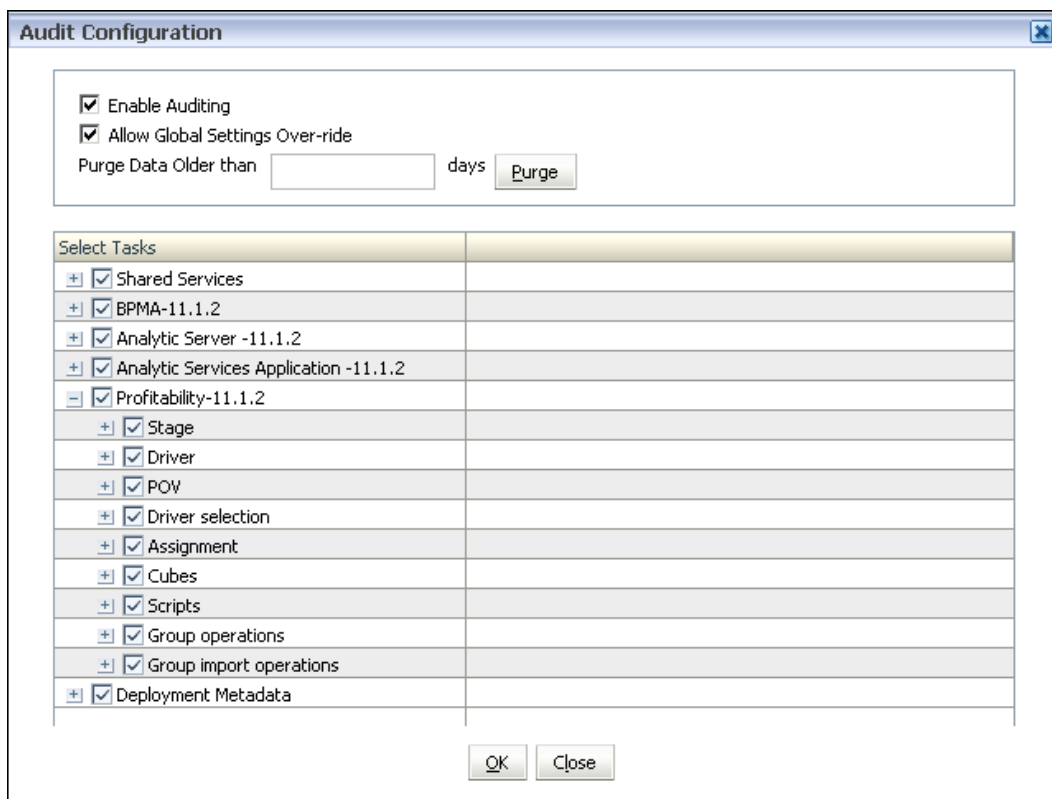 Audit Configuration
Enable Auditing
Allow Global Settings Over-ride
Purge Data Older than days Purge
Select Tasks
Shared Services
BPMA-11.1.2
Analytic Server -11.1.2
Analytic Services Application -11.1.2
Profitability-11.1.2
Stage
Driver
POV
Driver selection
Assignment
Cubes
Scripts
Group operations
Group import operations
Deployment Metadata
OK Close